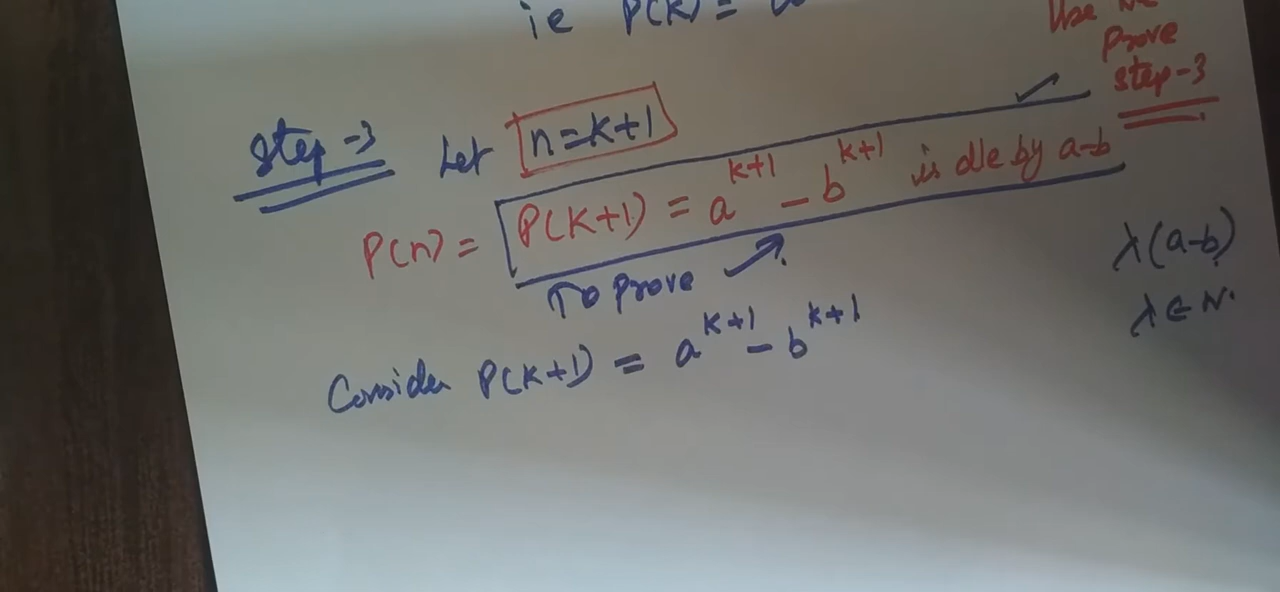 ie P(K) =
Use
Prove
Step-3
Step-3 Let n=k+1
P(n) = P(K+1) = a^{k+1} - b^{k+1} is dle by a-b
To Prove
λ(a-b)
λ∈N.
Consider P(K+1) = a^{k+1} - b^{k+1}